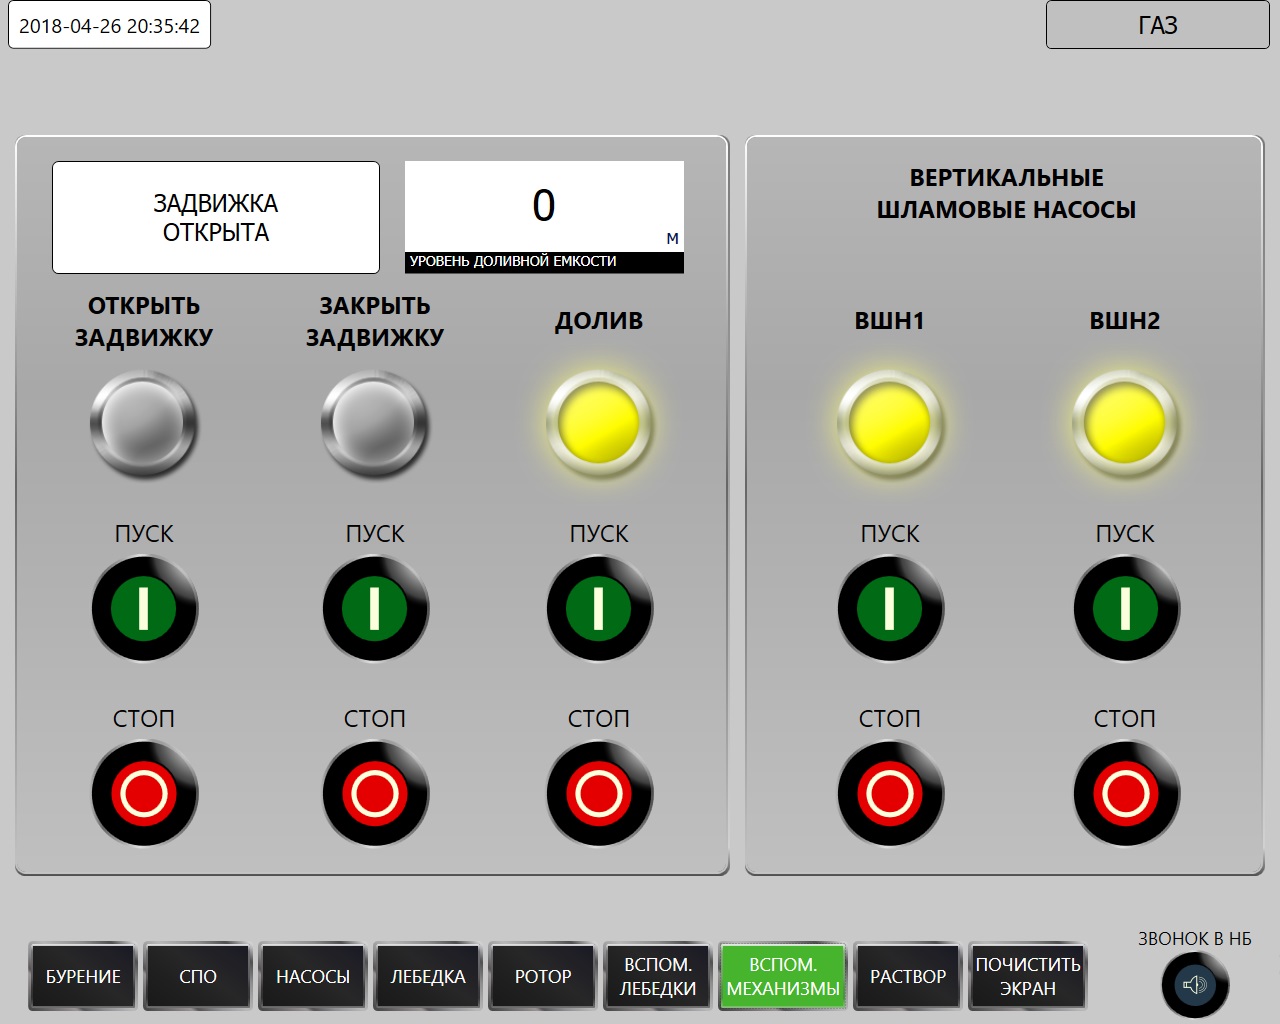 2018-04-26 20:35:42
ГАЗ
ЗАДВИЖКА
ОТКРЫТА
0
м
УРОВЕНЬ ДОЛИВНОЙ ЕМКОСТИ
ВЕРТИКАЛЬНЫЕ
ШЛАМОВЫЕ НАСОСЫ
ОТКРЫТЬ
ЗАДВИЖКУ
ЗАКРЫТЬ
ЗАДВИЖКУ
ДОЛИВ
ВШН1
ВШН2
ПУСК
ПУСК
ПУСК
ПУСК
ПУСК
СТОП
СТОП
СТОП
СТОП
СТОП
ЗВОНОК В НБ
БУРЕНИЕ
СПО
НАСОСЫ
ЛЕБЕДКА
РОТОР
ВСПОМ.
ЛЕБЕДКИ
ВСПОМ.
МЕХАНИЗМЫ
РАСТВОР
ПОЧИСТИТЬ
ЭКРАН